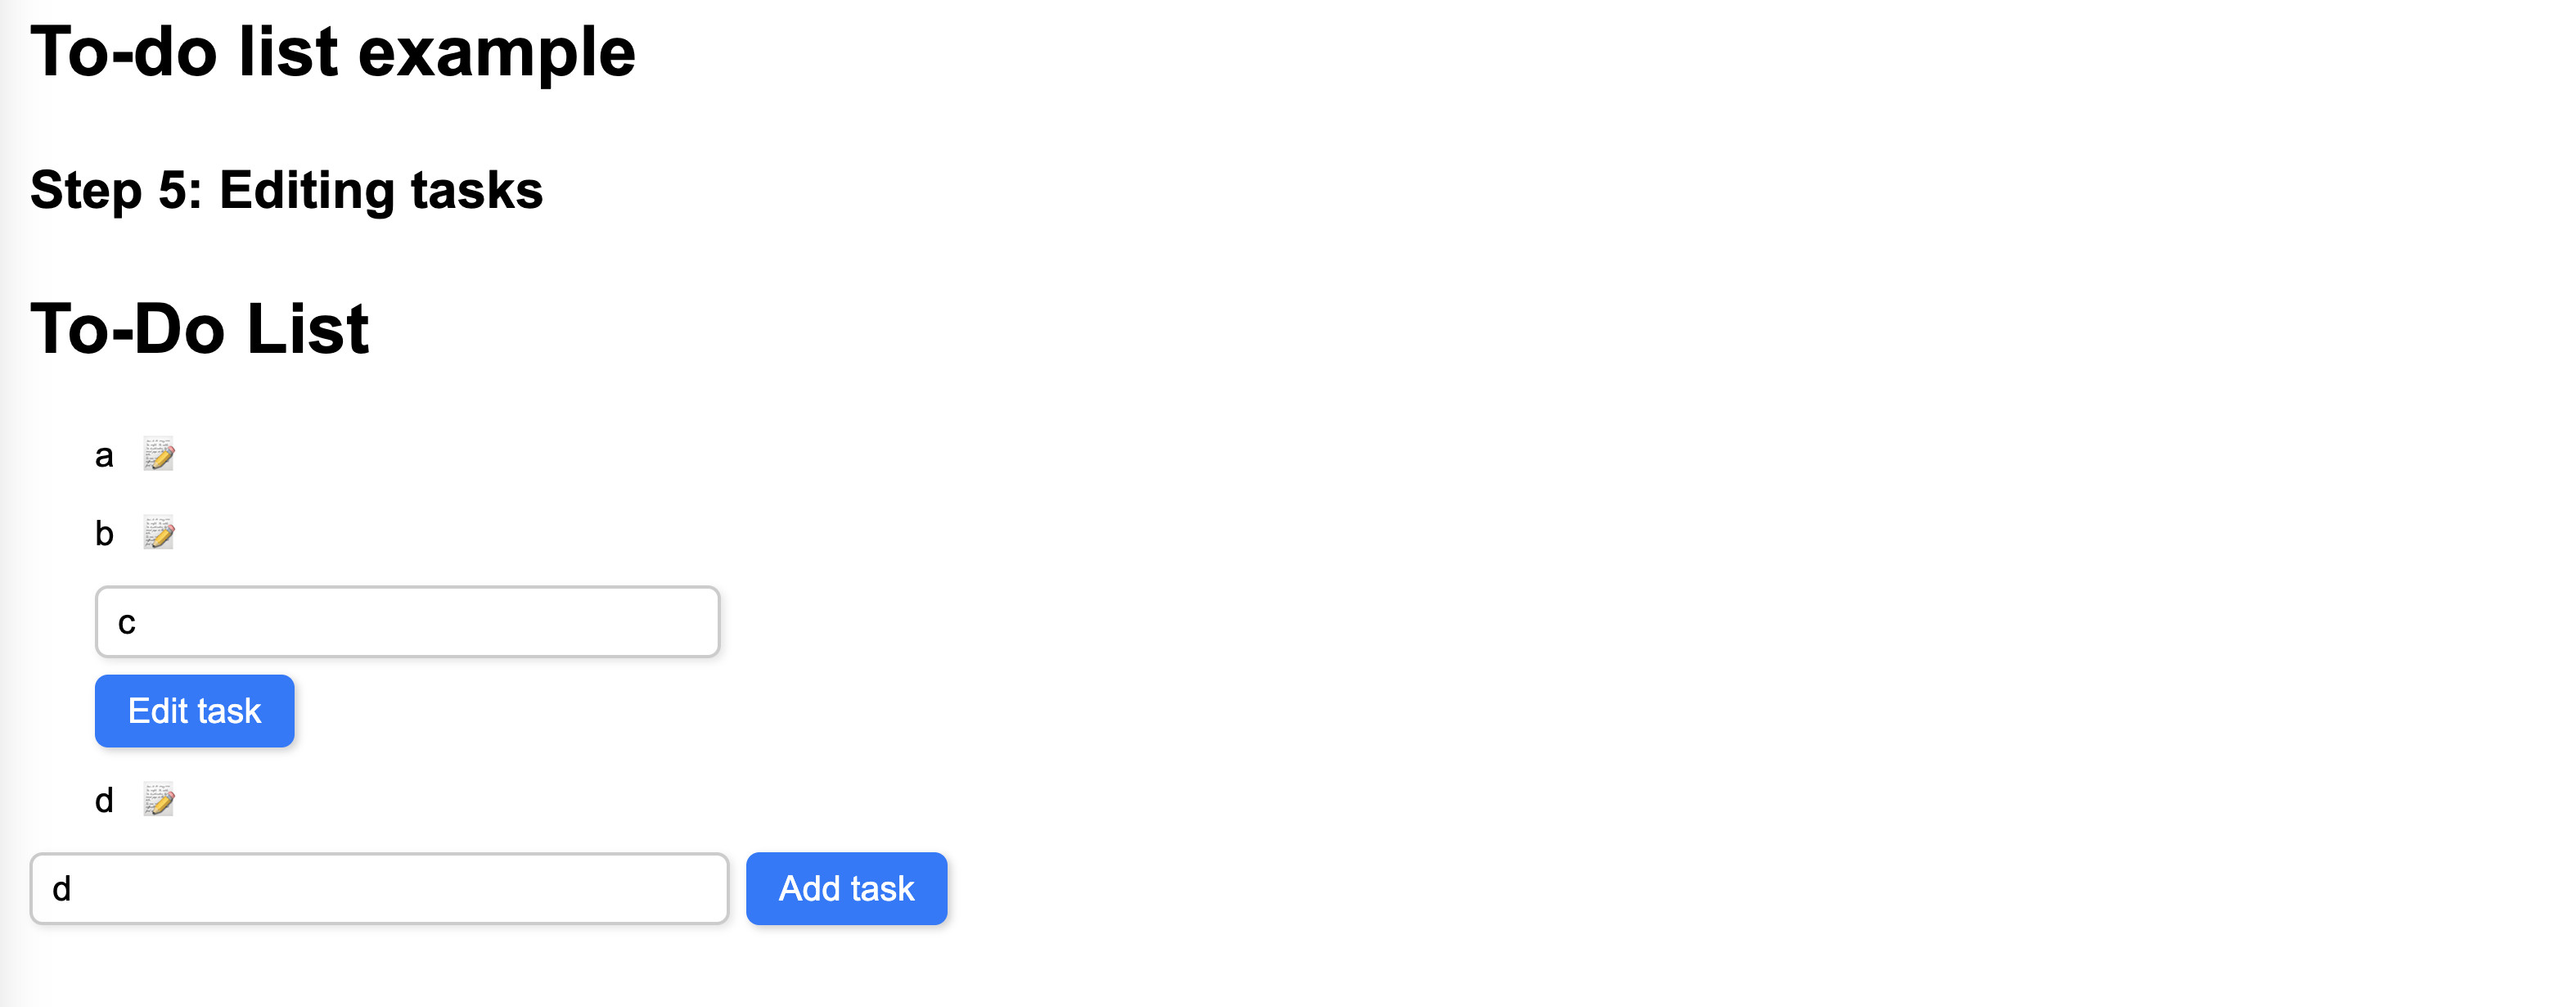 To-do list example
Step 5: Editing tasks
To-Do List
a
b
c
Edit task
d
d Add task